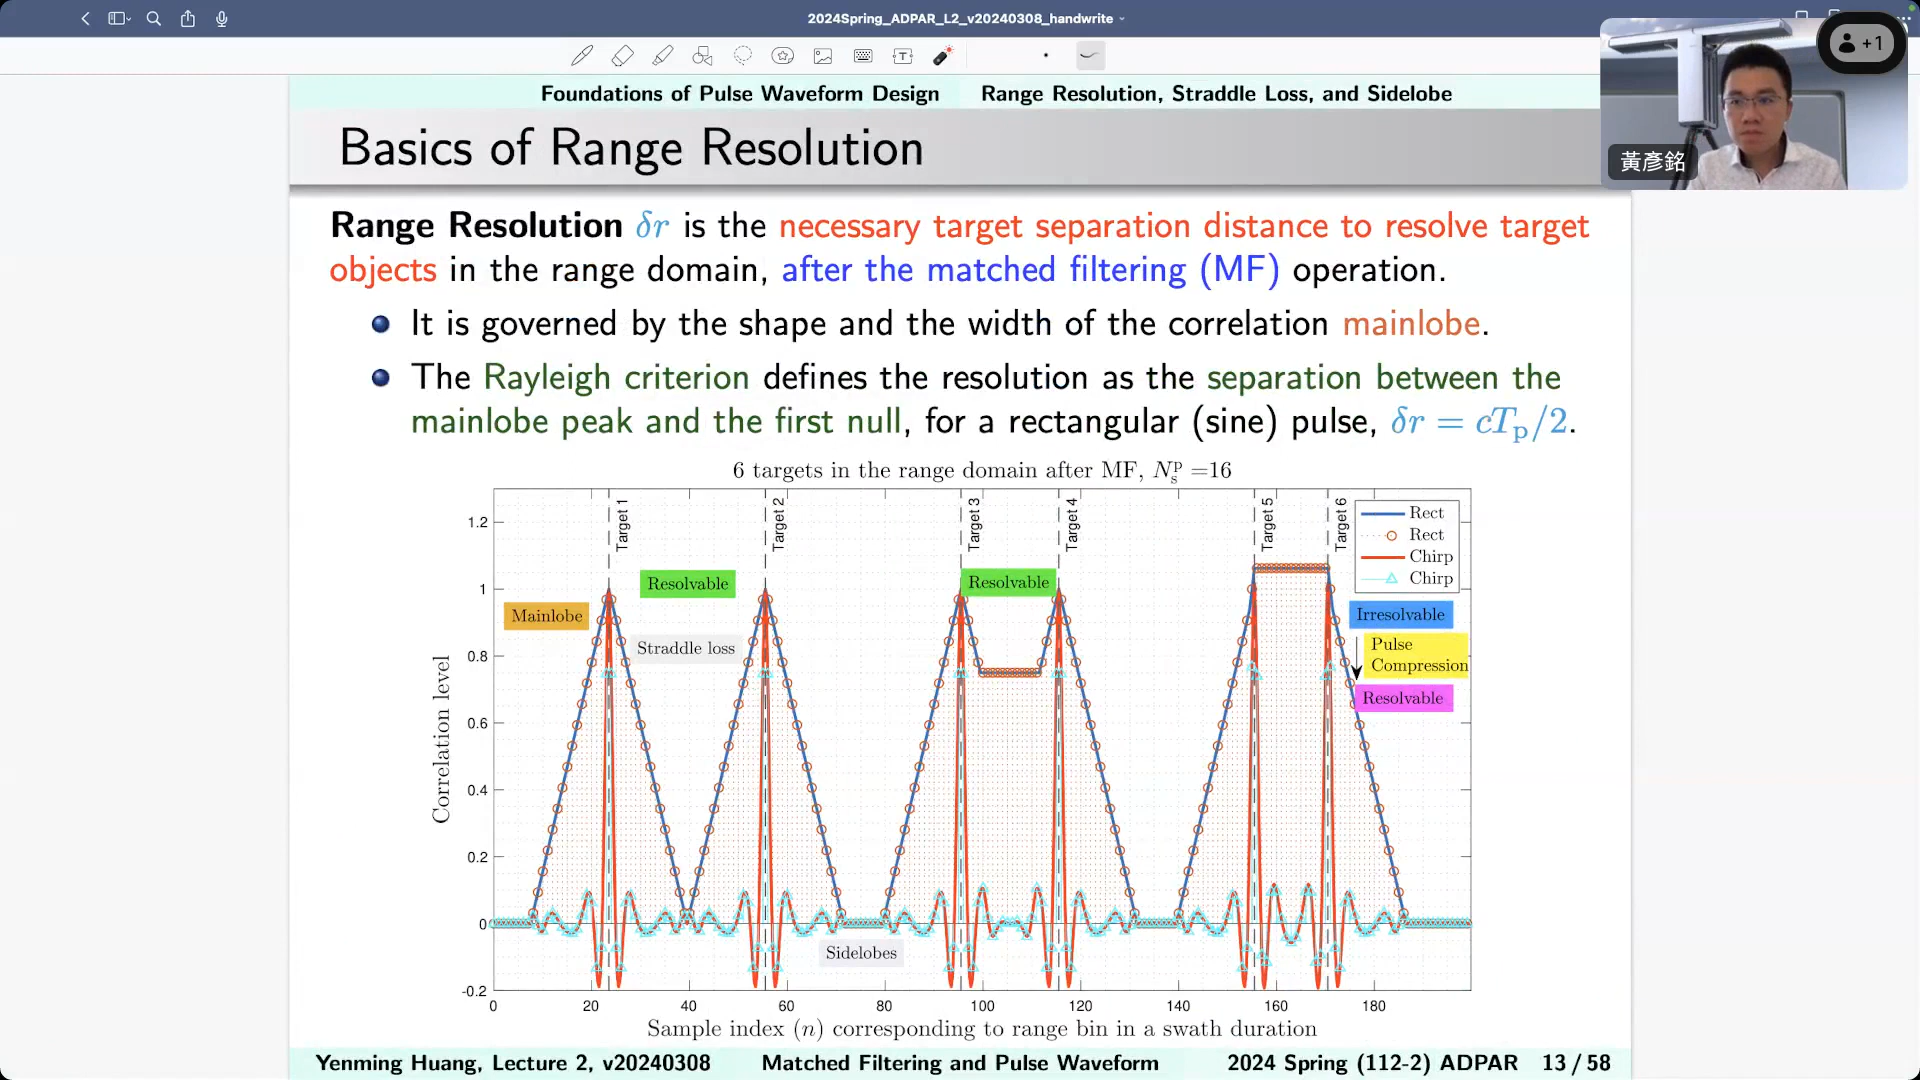 2024Spring_ADPAR_L2_v20240308_handwrite
+1
黃彥銘
Foundations of Pulse Waveform Design Range Resolution, Straddle Loss, and Sidelobe
Basics of Range Resolution
Range Resolution δr is the necessary target separation distance to resolve target
objects in the range domain, after the matched filtering (MF) operation.
It is governed by the shape and the width of the correlation mainlobe.
The Rayleigh criterion defines the resolution as the separation between the
mainlobe peak and the first null, for a rectangular (sine) pulse, δr = cTp/2.
6 targets in the range domain after MF, N_s^p =16
Target 1
Target 2
Target 3
Target 4
Target 5
Target 6
Rect
Rect
Chirp
Chirp
Mainlobe
Resolvable
Straddle loss
Resolvable
Irresolvable
Pulse
Compression
Resolvable
Sidelobes
Correlation level
1.2
1
0.8
0.6
0.4
0.2
0
-0.2
0 20 40 60 80 100 120 140 160 180
Sample index (n) corresponding to range bin in a swath duration
Yenming Huang, Lecture 2, v20240308 Matched Filtering and Pulse Waveform 2024 Spring (112-2) ADPAR 13 / 58